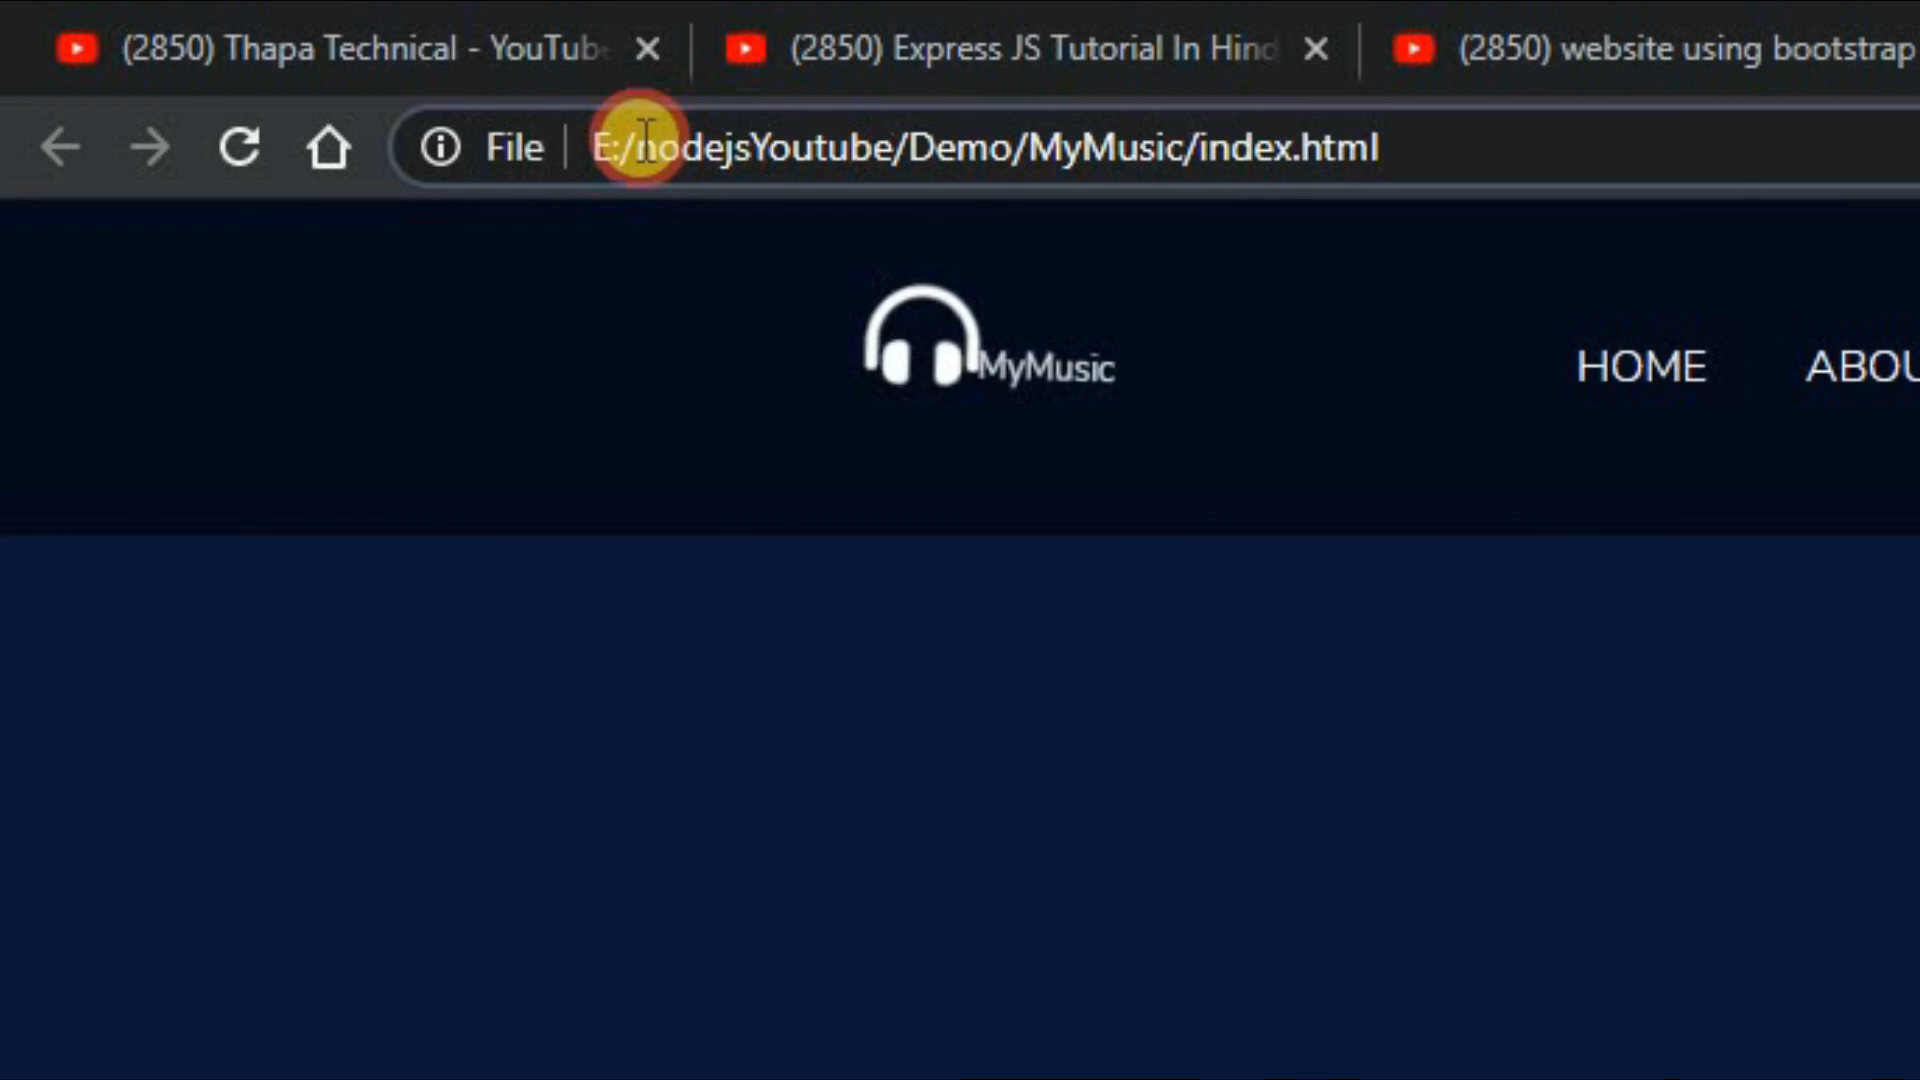 (2850) Thapa Technical - YouTube
(2850) Express JS Tutorial In Hind
(2850) website using bootstrap
File
E:/nodejsYoutube/Demo/MyMusic/index.html
MyMusic
HOME
ABOU